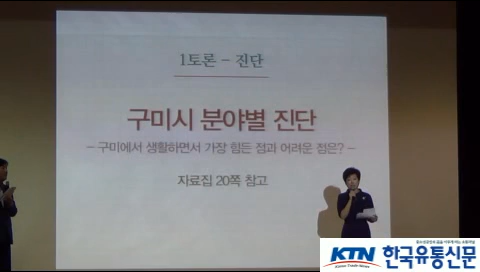 1토론 - 진단
구미시 분야별 진단
- 구미에서 생활하면서 가장 힘든 점과 어려운 점은? -
자료집 20쪽 참고
KTN 한국유통신문